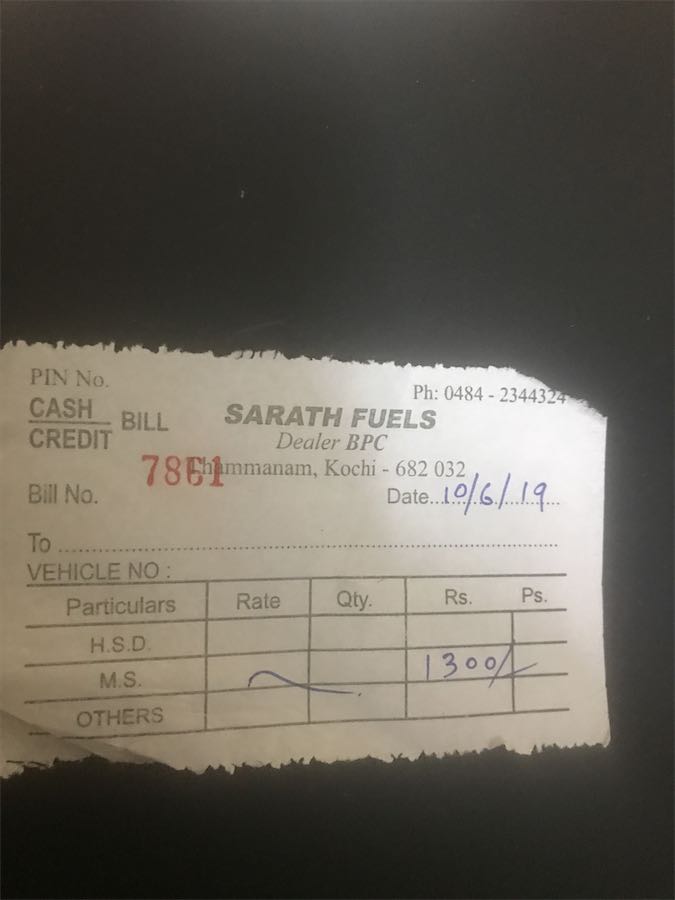 PIN No.
Ph: 0484 - 2344324
CASH
CREDIT
BILL
SARATH FUELS
Dealer BPC
Thammanam, Kochi - 682 032
7861
Bill No.
Date...10/6/19...
To
VEHICLE NO :
Particulars Rate Qty. Rs. Ps.
H.S.D.
M.S. 1300/-
OTHERS